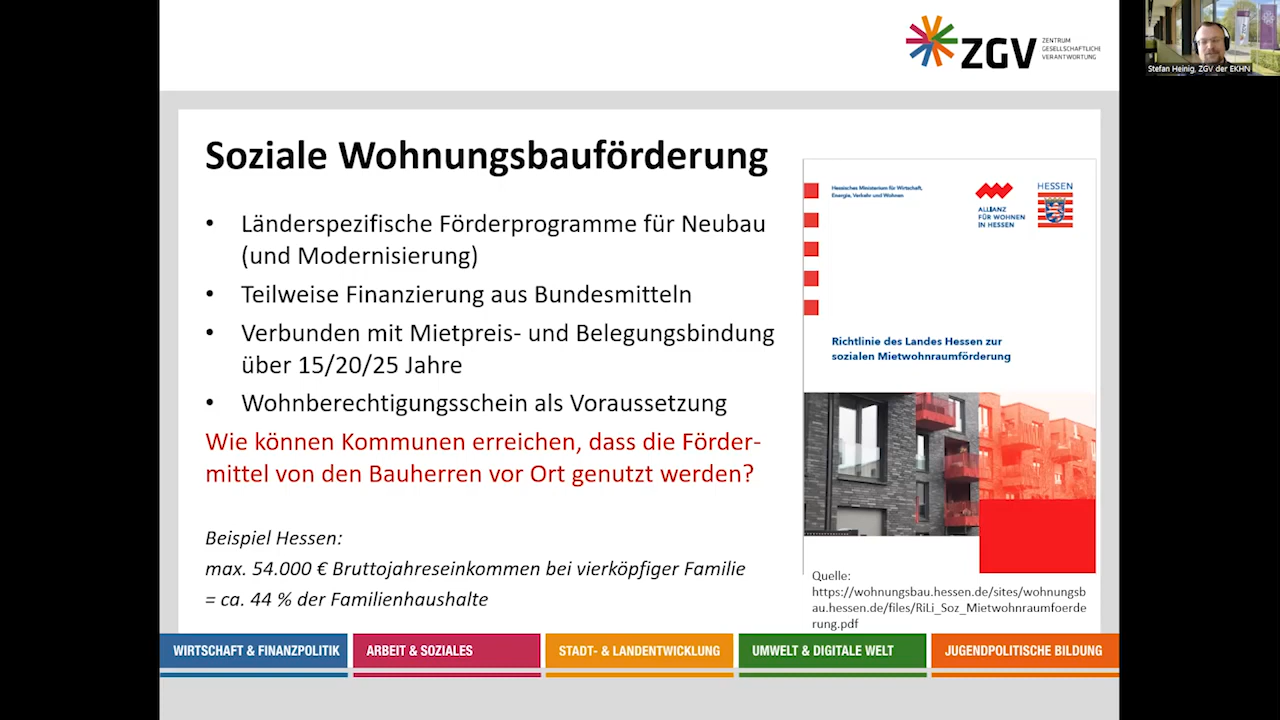 ZGV
ZENTRUM
GESELLSCHAFTLICHE
VERANTWORTUNG
Stefan Heinig, ZGV der EKHN
Soziale Wohnungsbauförderung
• Länderspezifische Förderprogramme für Neubau
(und Modernisierung)
• Teilweise Finanzierung aus Bundesmitteln
• Verbunden mit Mietpreis- und Belegungsbindung
über 15/20/25 Jahre
• Wohnberechtigungsschein als Voraussetzung
Wie können Kommunen erreichen, dass die Förder-
mittel von den Bauherren vor Ort genutzt werden?
Beispiel Hessen:
max. 54.000 € Bruttojahreseinkommen bei vierköpfiger Familie
= ca. 44 % der Familienhaushalte
Hessisches Ministerium für Wirtschaft,
Energie, Verkehr und Wohnen
ALLIANZ
FÜR WOHNEN
IN HESSEN
HESSEN
Richtlinie des Landes Hessen zur
sozialen Mietwohnraumförderung
Quelle:
https://wohnungsbau.hessen.de/sites/wohnungsb
au.hessen.de/files/RiLi_Soz_Mietwohnraumfoerde
rung.pdf
WIRTSCHAFT & FINANZPOLITIK
ARBEIT & SOZIALES
STADT- & LANDENTWICKLUNG
UMWELT & DIGITALE WELT
JUGENDPOLITISCHE BILDUNG